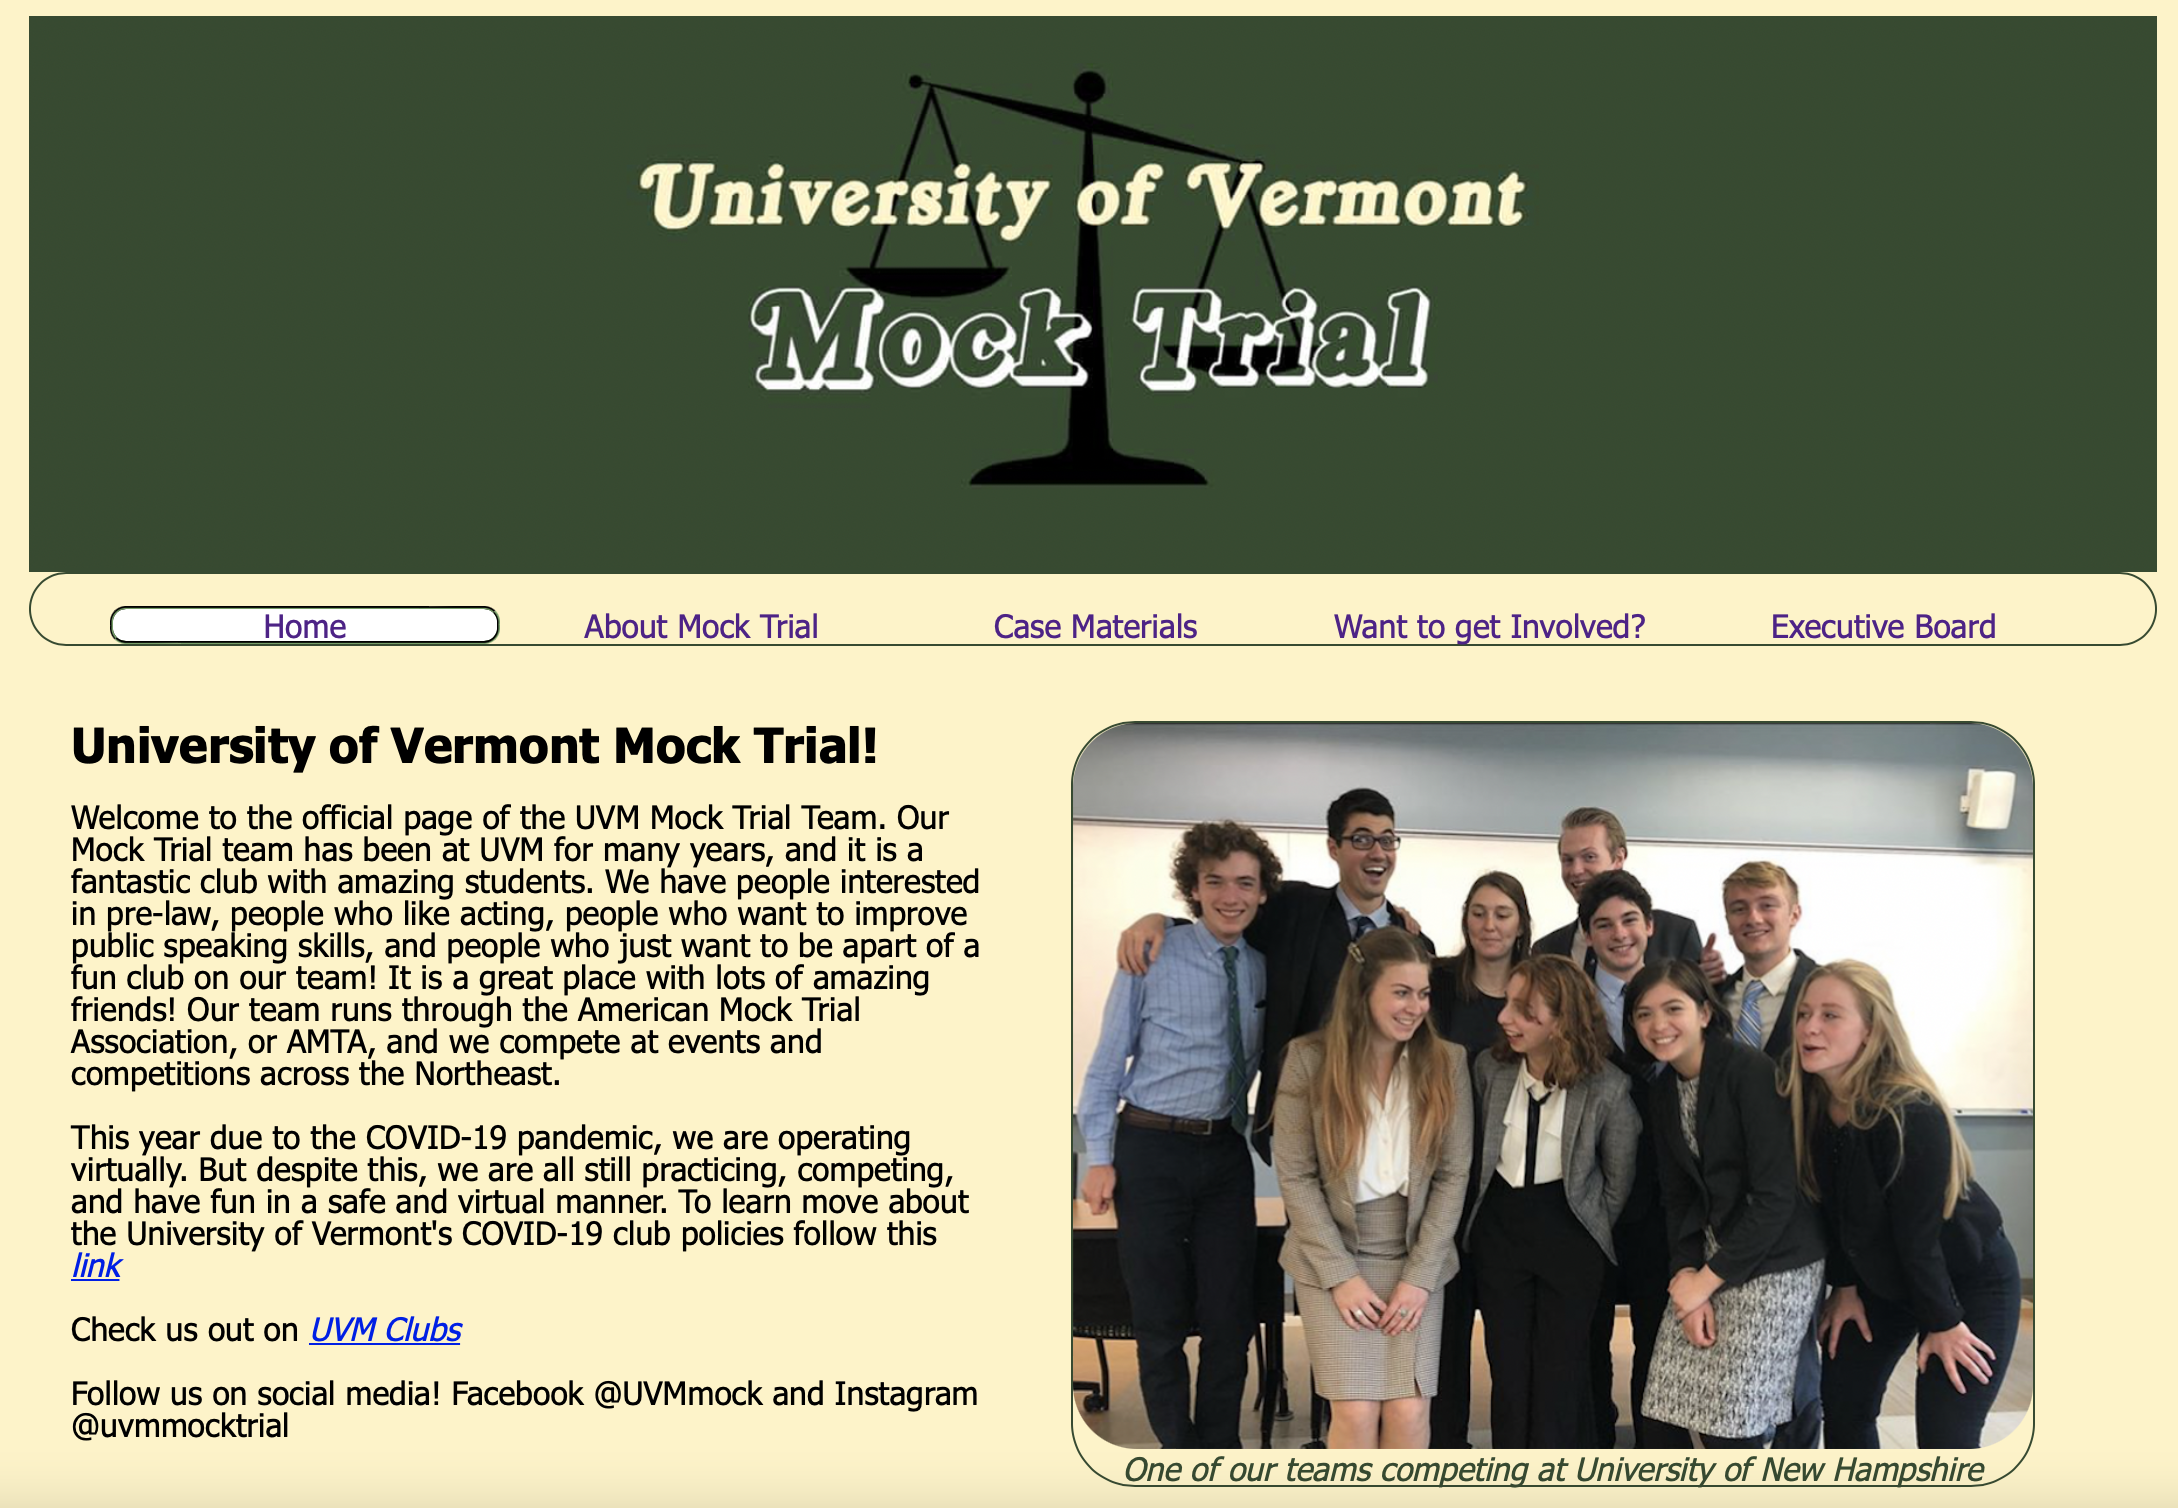 University of Vermont
Mock Trial
Home About Mock Trial Case Materials Want to get Involved? Executive Board
University of Vermont Mock Trial!
Welcome to the official page of the UVM Mock Trial Team. Our
Mock Trial team has been at UVM for many years, and it is a
fantastic club with amazing students. We have people interested
in pre-law, people who like acting, people who want to improve
public speaking skills, and people who just want to be apart of a
fun club on our team! It is a great place with lots of amazing
friends! Our team runs through the American Mock Trial
Association, or AMTA, and we compete at events and
competitions across the Northeast.
This year due to the COVID-19 pandemic, we are operating
virtually. But despite this, we are all still practicing, competing,
and have fun in a safe and virtual manner. To learn move about
the University of Vermont's COVID-19 club policies follow this
link
Check us out on UVM Clubs
Follow us on social media! Facebook @UVMmock and Instagram
@uvmmocktrial
One of our teams competing at University of New Hampshire